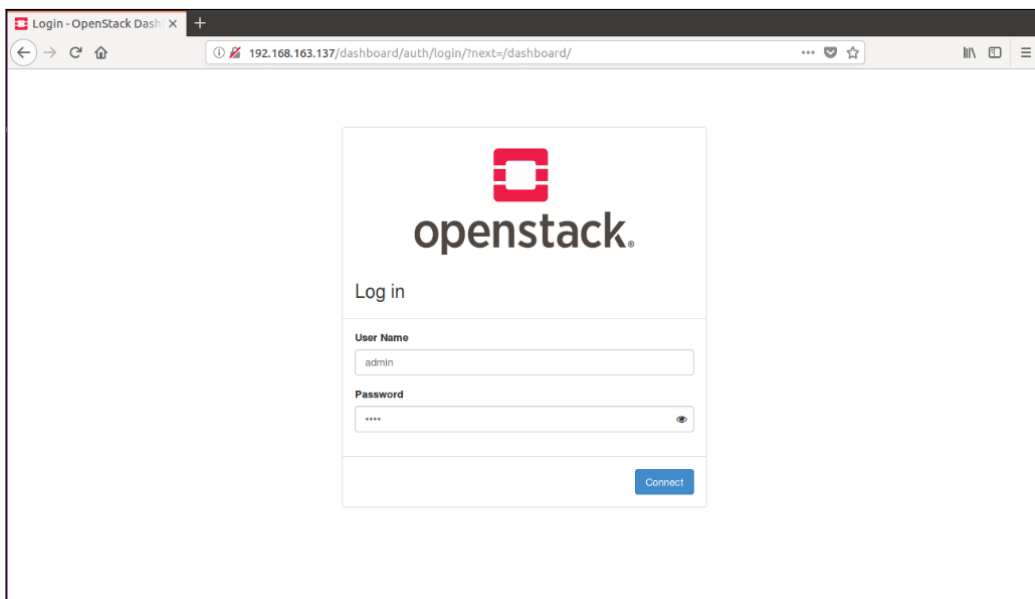 Login - OpenStack Dash
192.168.163.137/dashboard/auth/login/?next=/dashboard/
openstack.
Log in
User Name
admin
Password
••••
Connect